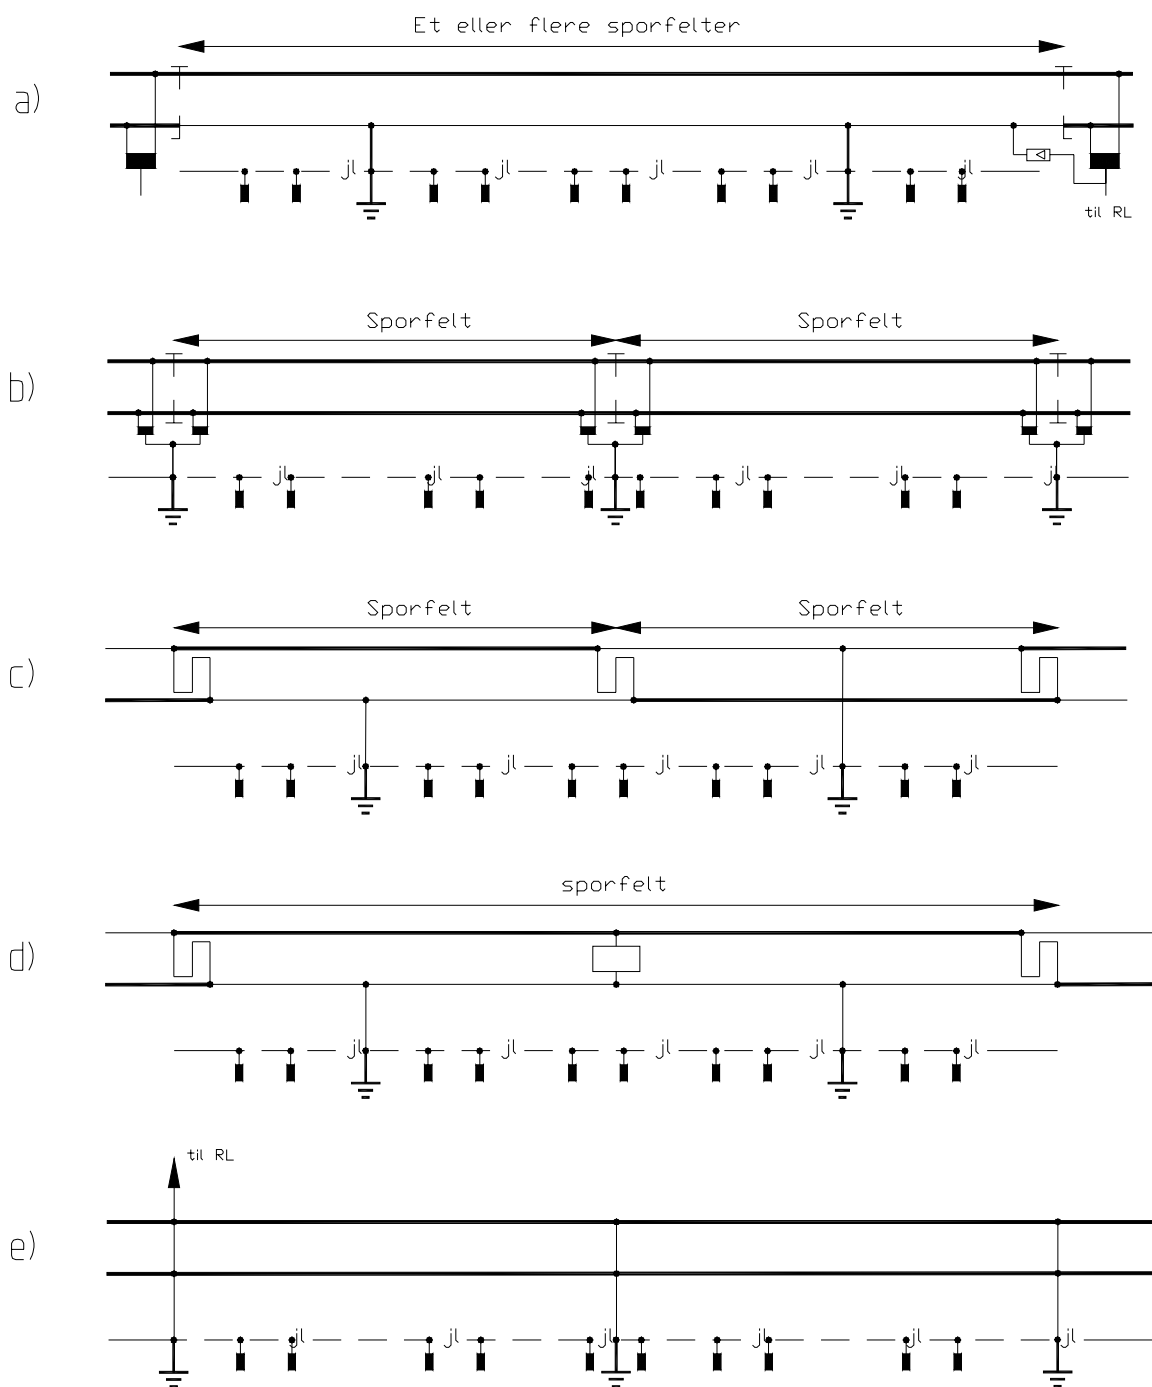 Et eller flere sporfelter
a)
jl jl jl jl jl
til RL
Sporfelt Sporfelt
b)
jl jl jl jl jl jl
Sporfelt Sporfelt
c)
jl jl jl jl jl
sporfelt
d)
jl jl jl jl jl
til RL
e)
jl jl jl jl jl jl